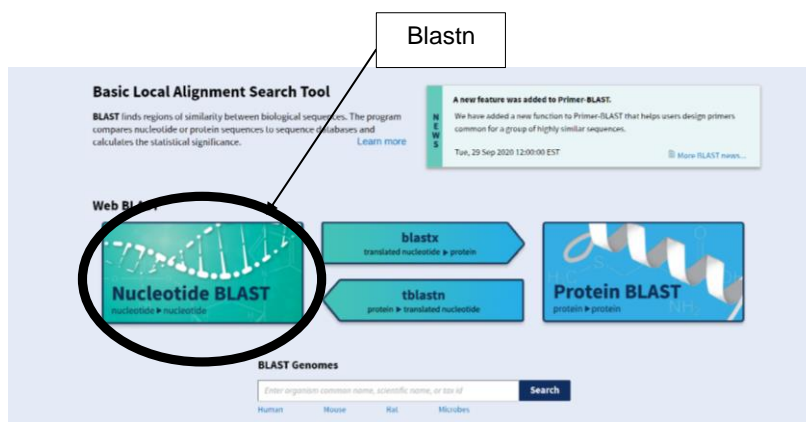 Blastn
Basic Local Alignment Search Tool
BLAST finds regions of similarity between biological sequences. The program
compares nucleotide or protein sequences to sequence databases and
calculates the statistical significance.
Learn more
NEWS
A new feature was added to Primer-BLAST.
We have added a new function to Primer-BLAST that helps users design primers
common for a group of highly similar sequences.
Tue, 29 Sep 2020 12:00:00 EST
More BLAST news...
Web BLAST
Nucleotide BLAST
nucleotide ▶ nucleotide
blastx
translated nucleotide ▶ protein
tblastn
protein ▶ translated nucleotide
Protein BLAST
protein ▶ protein
BLAST Genomes
Enter organism common name, scientific name, or tax id
Search
Human
Mouse
Rat
Microbes